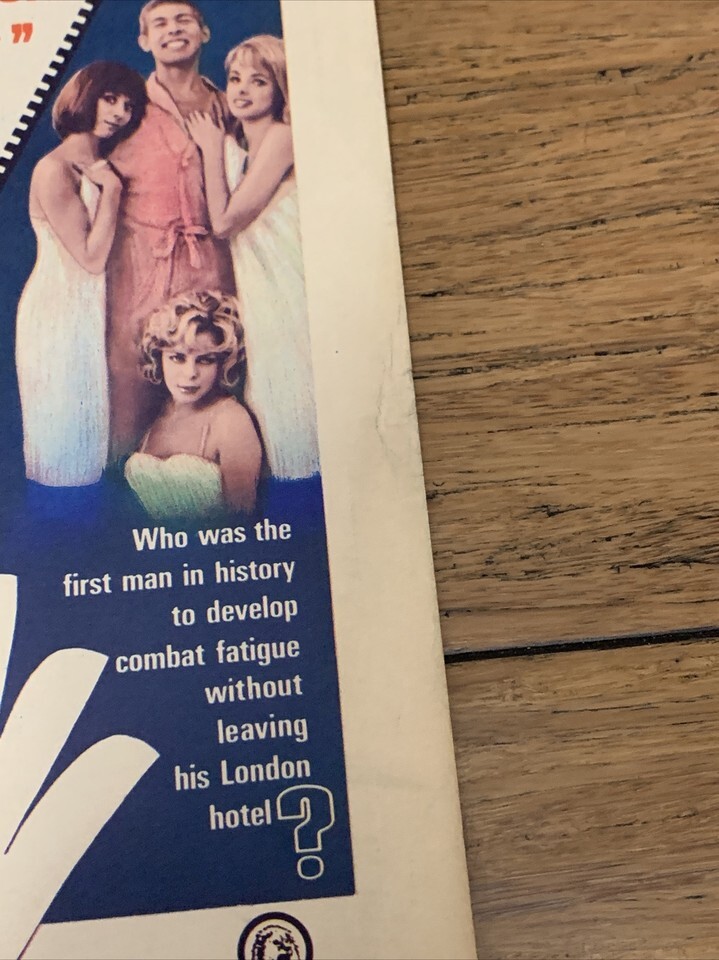 ”
Who was the
first man in history
to develop
combat fatigue
without
leaving
his London
hotel?